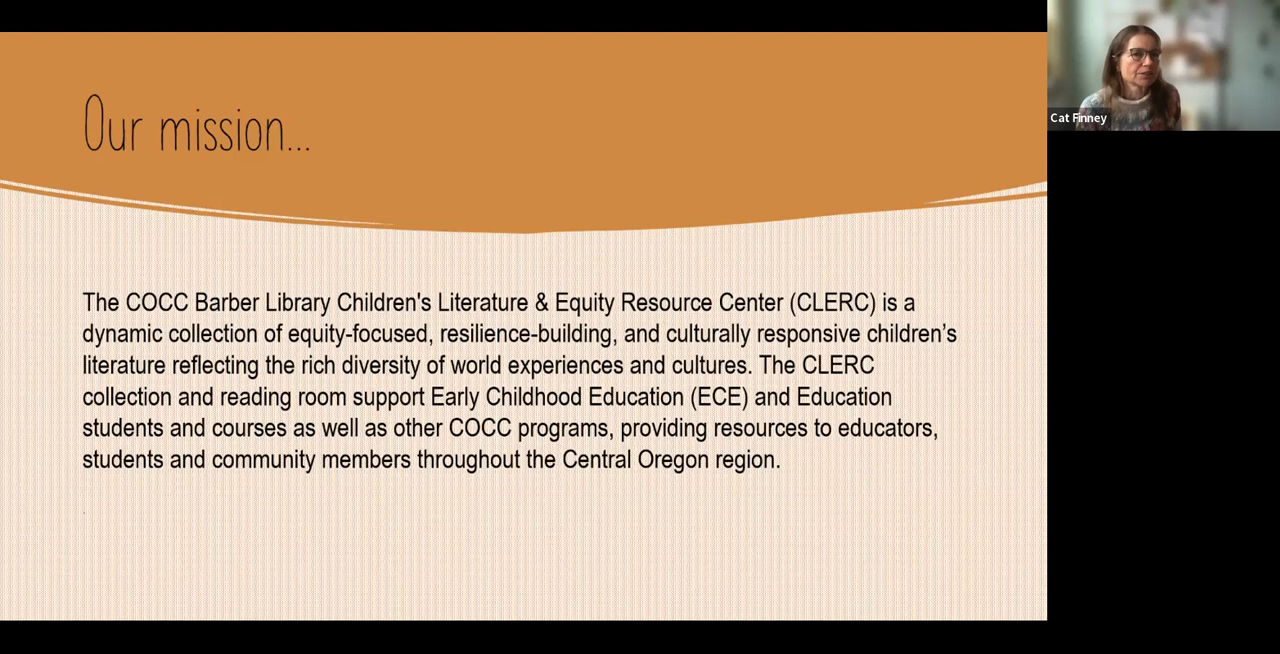 Our mission...
Cat Finney
The COCC Barber Library Children's Literature & Equity Resource Center (CLERC) is a
dynamic collection of equity-focused, resilience-building, and culturally responsive children’s
literature reflecting the rich diversity of world experiences and cultures. The CLERC
collection and reading room support Early Childhood Education (ECE) and Education
students and courses as well as other COCC programs, providing resources to educators,
students and community members throughout the Central Oregon region.